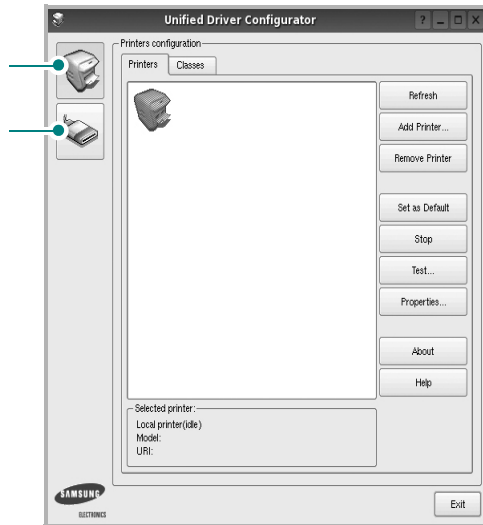 Unified Driver Configurator
Printers configuration
Printers Classes
Refresh
Add Printer...
Remove Printer
Set as Default
Stop
Test...
Properties...
About
Help
Selected printer:
Local printer(idle)
Model:
URI:
SAMSUNG
ELECTRONICS
Exit